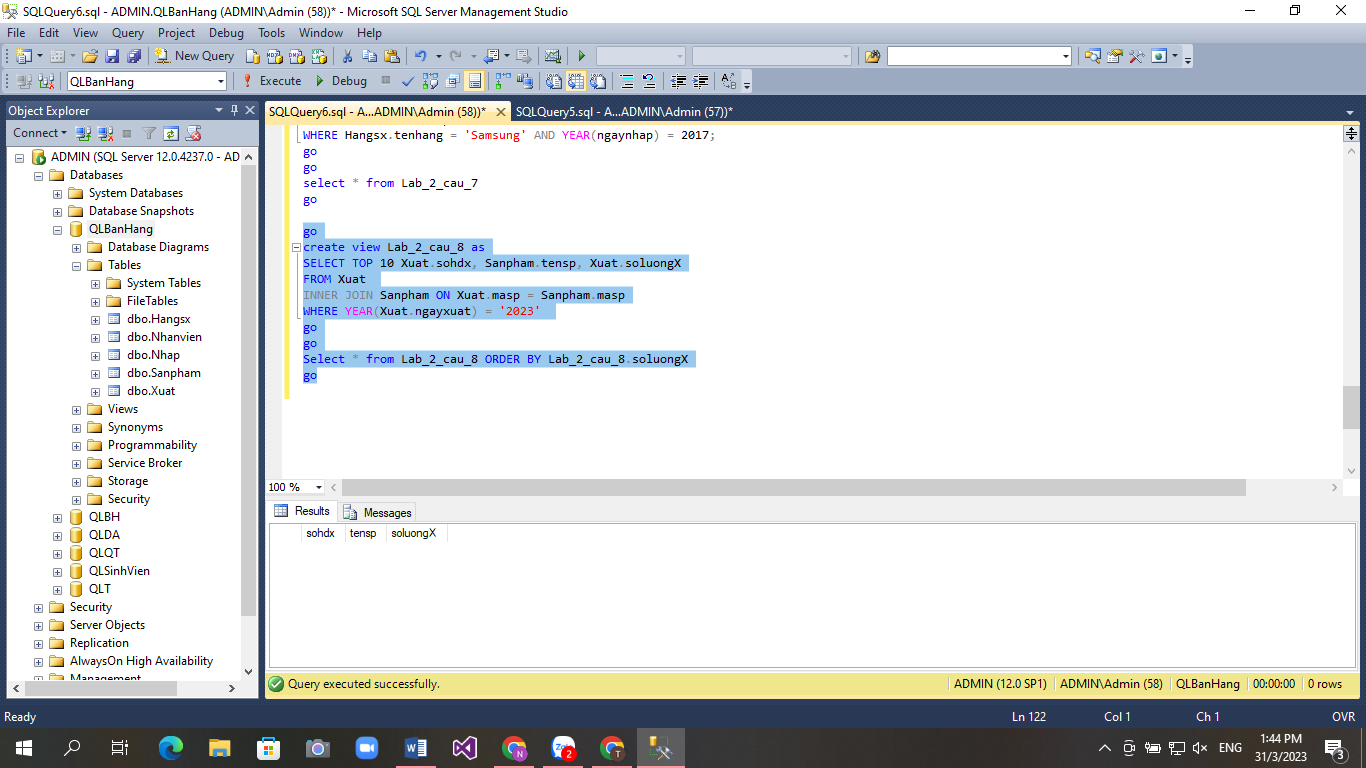 SQLQuery6.sql - ADMIN.QLBanHang (ADMIN\Admin (58))* - Microsoft SQL Server Management Studio
File Edit View Query Project Debug Tools Window Help
New Query
QLBanHang Execute Debug
Object Explorer
Connect
ADMIN (SQL Server 12.0.4237.0 - AD
Databases
System Databases
Database Snapshots
QLBanHang
Database Diagrams
Tables
System Tables
FileTables
dbo.Hangsx
dbo.Nhanvien
dbo.Nhap
dbo.Sanpham
dbo.Xuat
Views
Synonyms
Programmability
Service Broker
Storage
Security
QLBH
QLDA
QLQT
QLSinhVien
QLT
Security
Server Objects
Replication
AlwaysOn High Availability
Management
SQLQuery6.sql - A...ADMIN\Admin (58))* SQLQuery5.sql - A...ADMIN\Admin (57))*
WHERE Hangsx.tenhang = 'Samsung' AND YEAR(ngaynhap) = 2017;
go
go
select * from Lab_2_cau_7
go
go
create view Lab_2_cau_8 as
SELECT TOP 10 Xuat.sohdx, Sanpham.tensp, Xuat.soluongX
FROM Xuat
INNER JOIN Sanpham ON Xuat.masp = Sanpham.masp
WHERE YEAR(Xuat.ngayxuat) = '2023'
go
go
Select * from Lab_2_cau_8 ORDER BY Lab_2_cau_8.soluongX
go
100 %
Results Messages
sohdx tensp soluongX
Query executed successfully. ADMIN (12.0 SP1) ADMIN\Admin (58) QLBanHang 00:00:00 0 rows
Ready Ln 122 Col 1 Ch 1 OVR
ENG
1:44 PM
31/3/2023